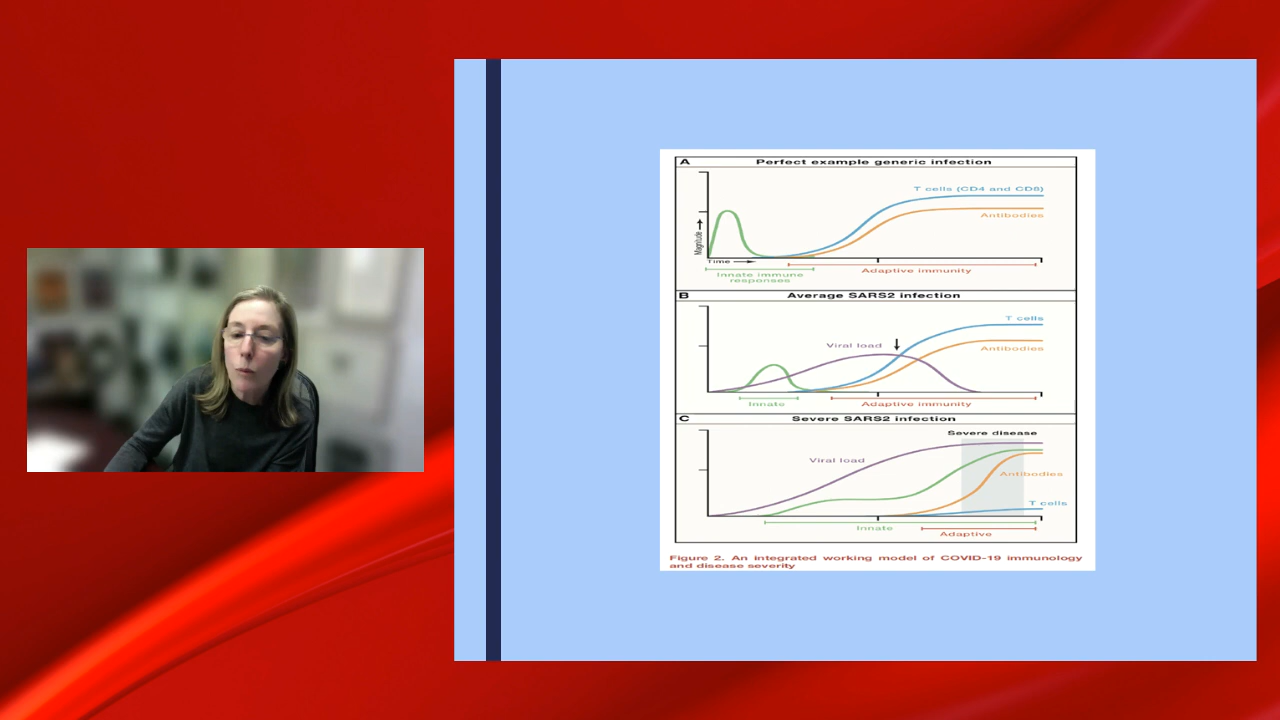 A Perfect example generic infection
T cells (CD4 and CD8)
Antibodies
Magnitude
Time
Innate immune
responses
Adaptive immunity
B Average SARS2 infection
T cells
Viral load
Antibodies
Innate
Adaptive immunity
C Severe SARS2 infection
Severe disease
Viral load
Antibodies
T cells
Innate
Adaptive
Figure 2. An integrated working model of COVID-19 immunology
and disease severity